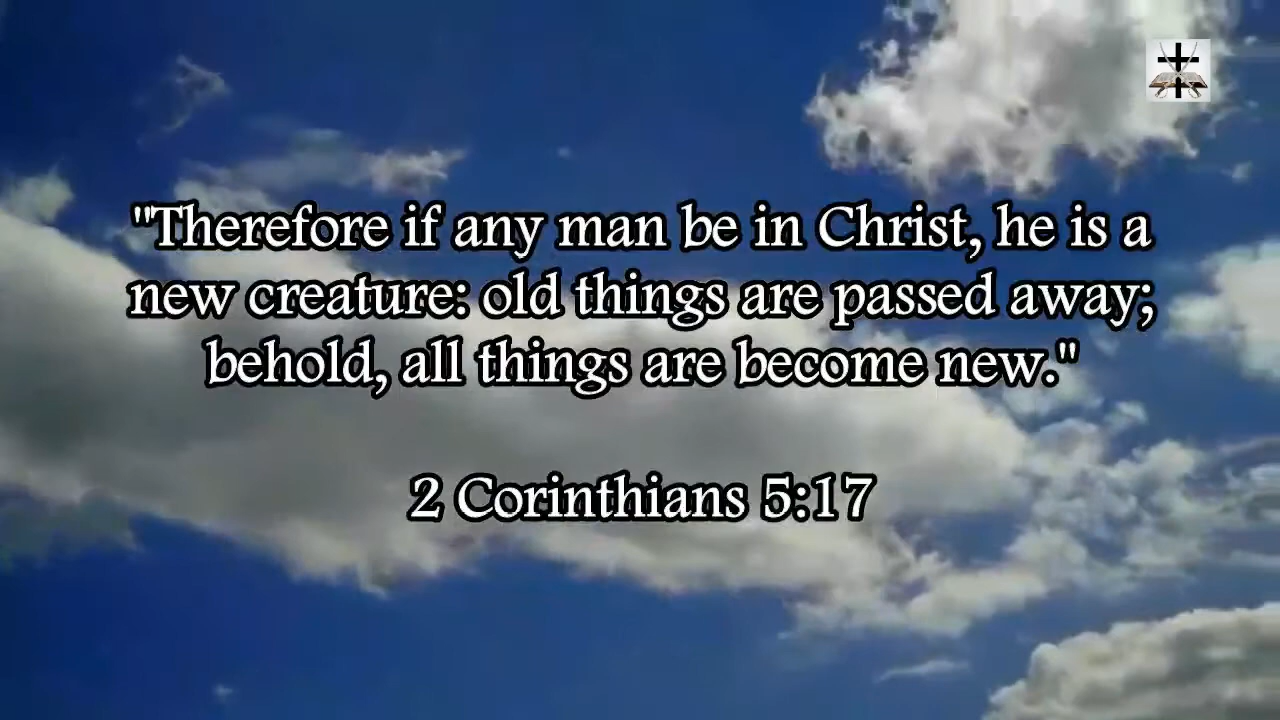 "Therefore if any man be in Christ, he is a
new creature: old things are passed away;
behold, all things are become new."
2 Corinthians 5:17